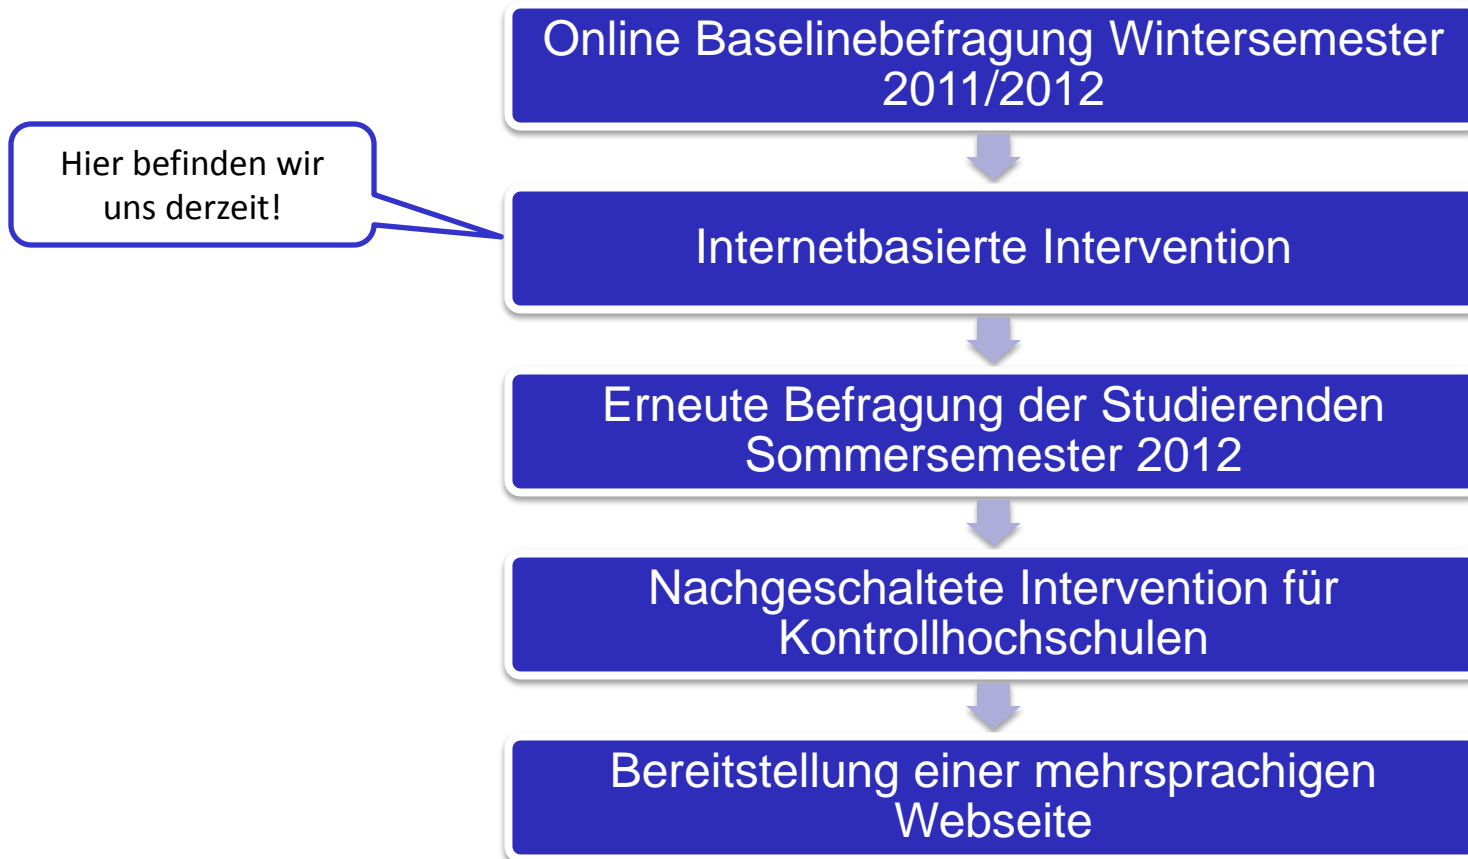 Online Baselinebefragung Wintersemester
2011/2012
Hier befinden wir
uns derzeit!
Internetbasierte Intervention
Erneute Befragung der Studierenden
Sommersemester 2012
Nachgeschaltete Intervention für
Kontrollhochschulen
Bereitstellung einer mehrsprachigen
Webseite